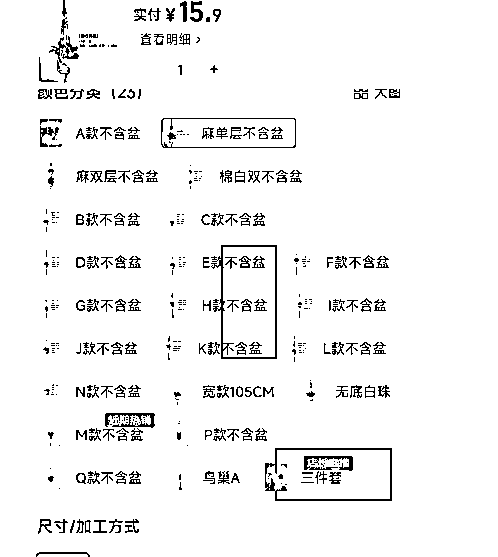 实付 ¥15.9
查看明细 ›
1 +
颜色分类 (23) 大图
A款不含盆 麻单层不含盆
麻双层不含盆 棉白双不含盆
B款不含盆 C款不含盆
D款不含盆 E款不含盆 F款不含盆
G款不含盆 H款不含盆 I款不含盆
J款不含盆 K款不含盆 L款不含盆
N款不含盆 宽款105CM 无底白珠
近期热销
M款不含盆 P款不含盆
Q款不含盆 鸟巢A 三件套
尺寸/加工方式